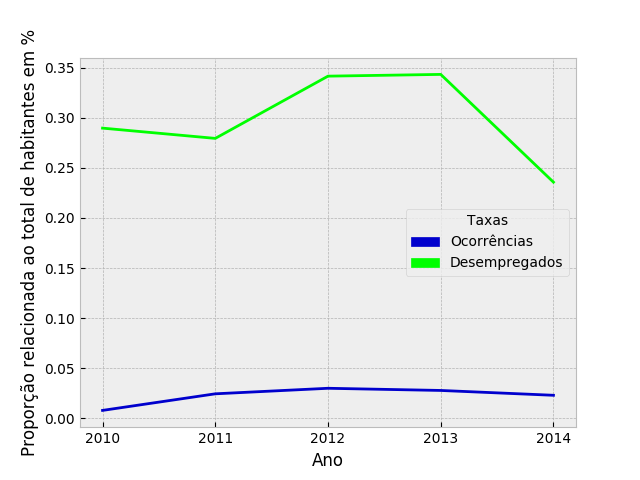 Proporção relacionada ao total de habitantes em %
0.35
0.30
0.25
0.20
0.15
0.10
0.05
0.00
Taxas
Ocorrências
Desempregados
2010 2011 2012 2013 2014
Ano